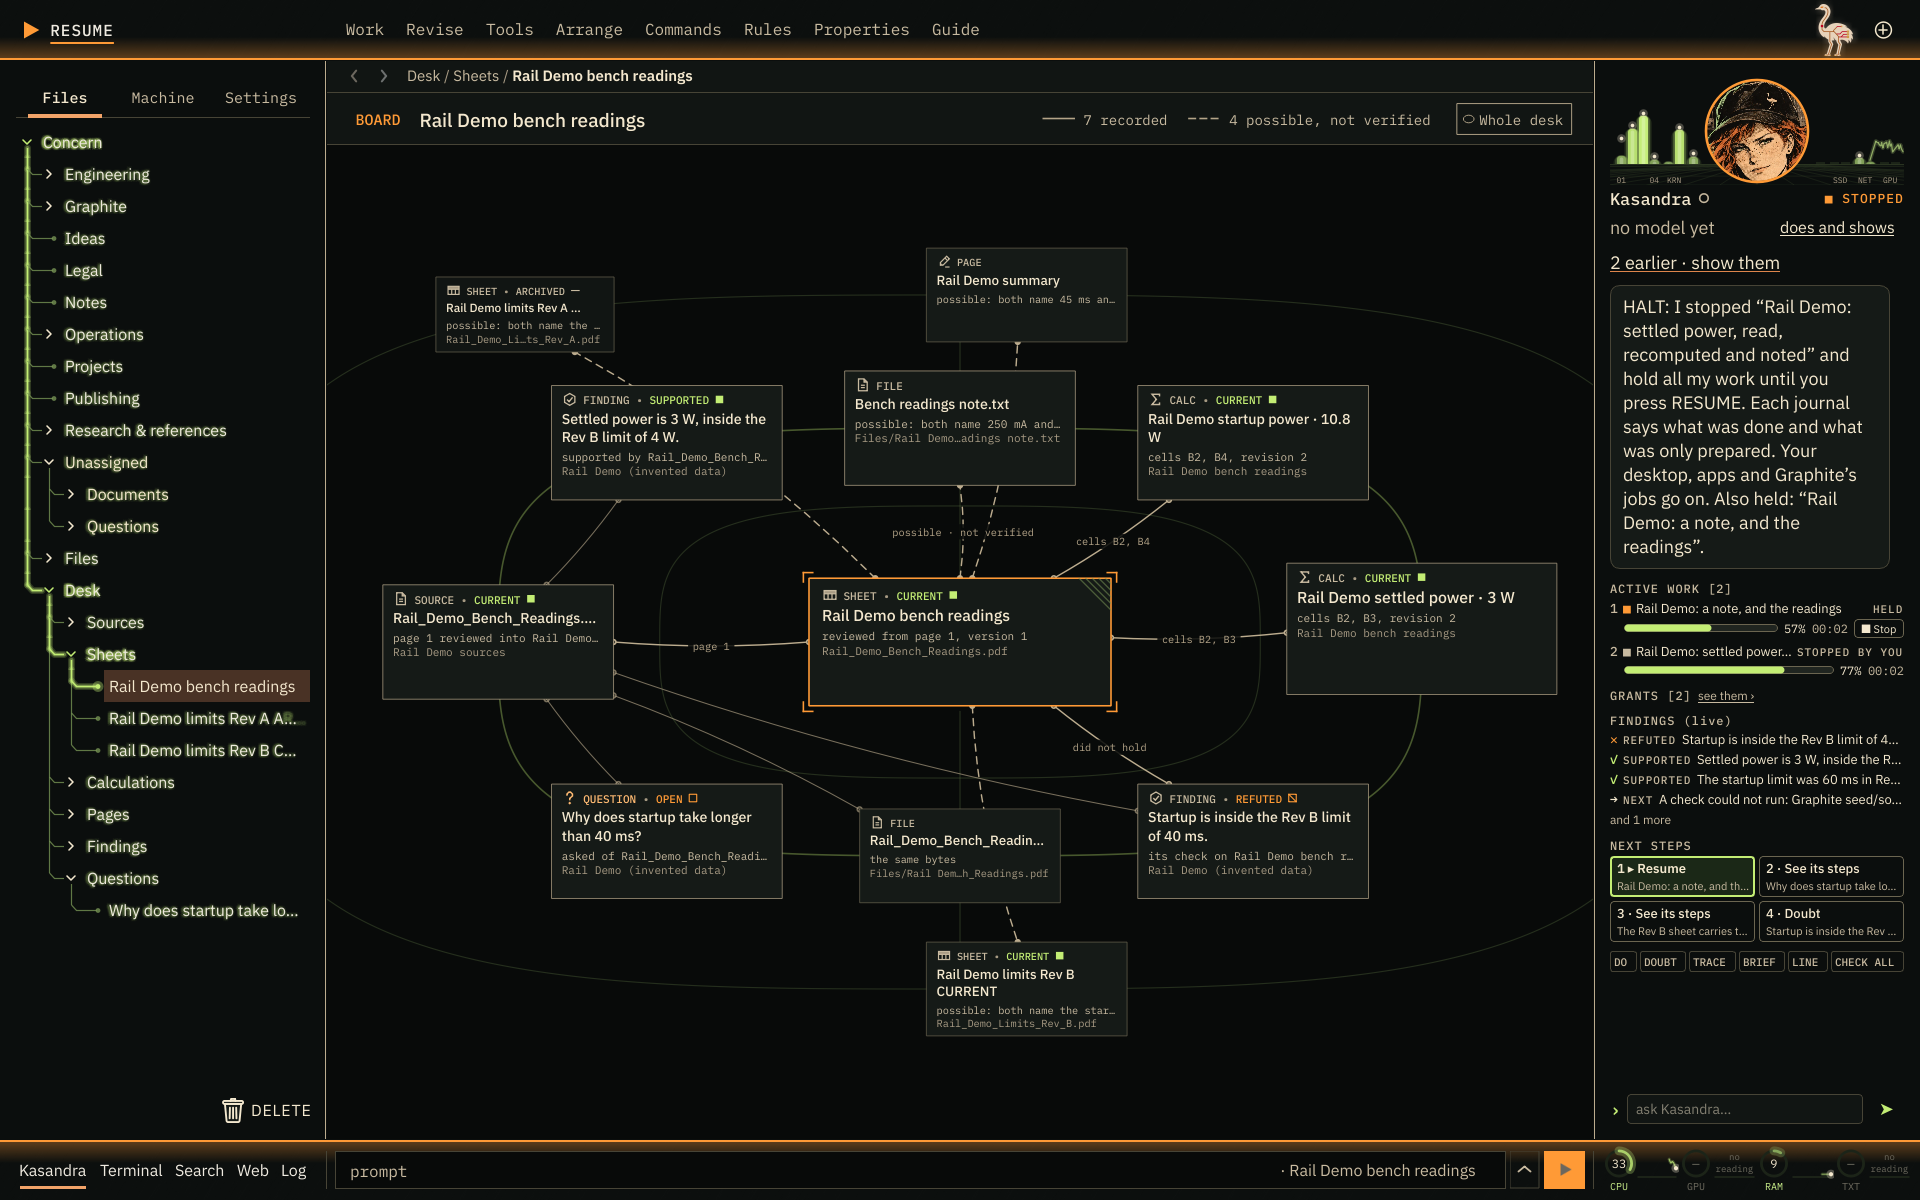 RESUME
Work Revise Tools Arrange Commands Rules Properties Guide
Files Machine Settings
Concern
Engineering
Graphite
Ideas
Legal
Notes
Operations
Projects
Publishing
Research & references
Unassigned
Documents
Questions
Files
Desk
Sources
Sheets
Rail Demo bench readings
Rail Demo limits Rev A A...
Rail Demo limits Rev B C...
Calculations
Pages
Findings
Questions
Why does startup take lo...
DELETE
Desk / Sheets / Rail Demo bench readings
BOARD Rail Demo bench readings
7 recorded
4 possible, not verified
Whole desk
SHEET • ARCHIVED
Rail Demo limits Rev A ...
possible: both name the …
Rail_Demo_Li…ts_Rev_A.pdf
PAGE
Rail Demo summary
possible: both name 45 ms an…
FINDING • SUPPORTED
Settled power is 3 W, inside the
Rev B limit of 4 W.
supported by Rail_Demo_Bench_R…
Rail Demo (invented data)
FILE
Bench readings note.txt
possible: both name 250 mA and…
Files/Rail Demo…adings note.txt
CALC • CURRENT
Rail Demo startup power · 10.8
W
cells B2, B4, revision 2
Rail Demo bench readings
possible · not verified
cells B2, B4
SOURCE • CURRENT
Rail_Demo_Bench_Readings....
page 1 reviewed into Rail Demo…
Rail Demo sources
page 1
SHEET • CURRENT
Rail Demo bench readings
reviewed from page 1, version 1
Rail_Demo_Bench_Readings.pdf
cells B2, B3
CALC • CURRENT
Rail Demo settled power · 3 W
cells B2, B3, revision 2
Rail Demo bench readings
did not hold
QUESTION • OPEN
Why does startup take longer
than 40 ms?
asked of Rail_Demo_Bench_Readi…
Rail Demo (invented data)
FILE
Rail_Demo_Bench_Readin...
the same bytes
Files/Rail Dem…h_Readings.pdf
FINDING • REFUTED
Startup is inside the Rev B limit
of 40 ms.
its check on Rail Demo bench r…
Rail Demo (invented data)
SHEET • CURRENT
Rail Demo limits Rev B
CURRENT
possible: both name the star…
Rail_Demo_Limits_Rev_B.pdf
01 04 KRN
SSD NET GPU
Kasandra
STOPPED
no model yet
does and shows
2 earlier · show them
HALT: I stopped “Rail Demo:
settled power, read,
recomputed and noted” and
hold all my work until you
press RESUME. Each journal
says what was done and what
was only prepared. Your
desktop, apps and Graphite’s
jobs go on. Also held: “Rail
Demo: a note, and the
readings”.
ACTIVE WORK [2]
1 Rail Demo: a note, and the readings HELD
57% 00:02 Stop
2 Rail Demo: settled power... STOPPED BY YOU
77% 00:02
GRANTS [2] see them ›
FINDINGS (live)
× REFUTED Startup is inside the Rev B limit of 4...
√ SUPPORTED Settled power is 3 W, inside the R...
√ SUPPORTED The startup limit was 60 ms in Re...
→ NEXT A check could not run: Graphite seed/so...
and 1 more
NEXT STEPS
1 ▸ Resume
Rail Demo: a note, and th...
2 · See its steps
Why does startup take lo...
3 · See its steps
The Rev B sheet carries t...
4 · Doubt
Startup is inside the Rev ...
DO DOUBT TRACE BRIEF LINE CHECK ALL
› ask Kasandra...
Kasandra Terminal Search Web Log
prompt
· Rail Demo bench readings
33 CPU
– GPU
no reading
9 RAM
– TXT
no reading